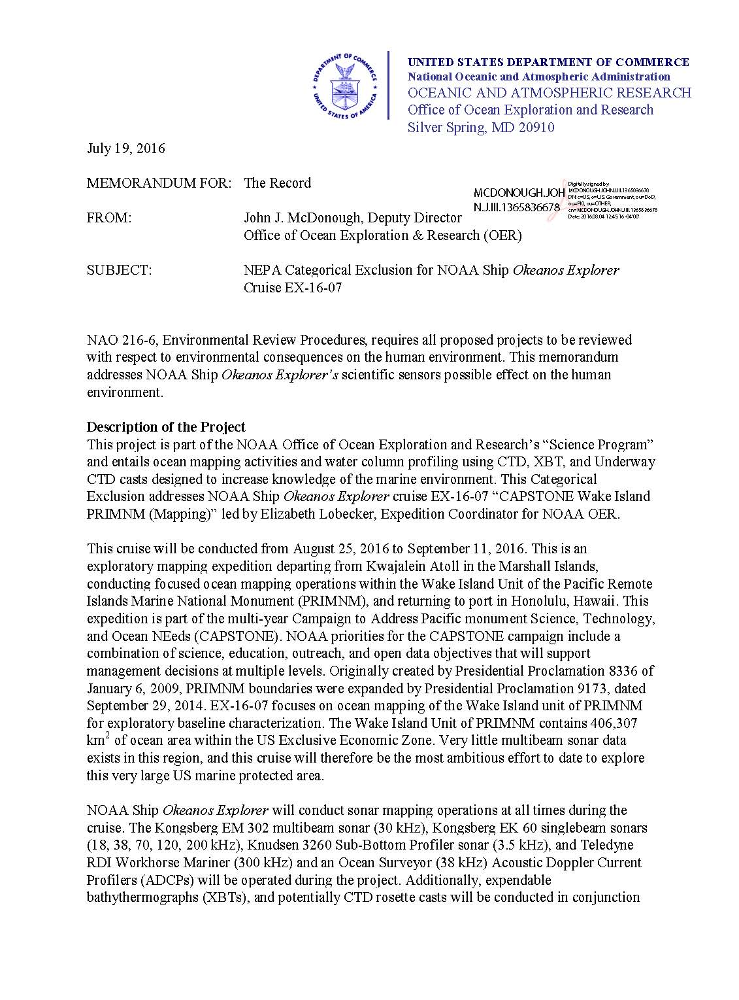 DEPARTMENT OF COMMERCE
UNITED STATES OF AMERICA
UNITED STATES DEPARTMENT OF COMMERCE
National Oceanic and Atmospheric Administration
OCEANIC AND ATMOSPHERIC RESEARCH
Office of Ocean Exploration and Research
Silver Spring, MD 20910
July 19, 2016
MEMORANDUM FOR: The Record
MCDONOUGH.JOH
N.J.III.1365836678
Digitally signed by
MCDONOUGH.JOHN.J.III.1365836678
DN: c=US, o=U.S. Government, ou=DoD,
ou=PKI, ou=OTHER,
cn=MCDONOUGH.JOHN.J.III.1365836678
Date: 2016.08.04 12:45:16 -04'00'
FROM: John J. McDonough, Deputy Director
Office of Ocean Exploration & Research (OER)
SUBJECT: NEPA Categorical Exclusion for NOAA Ship Okeanos Explorer
Cruise EX-16-07
NAO 216-6, Environmental Review Procedures, requires all proposed projects to be reviewed
with respect to environmental consequences on the human environment. This memorandum
addresses NOAA Ship Okeanos Explorer’s scientific sensors possible effect on the human
environment.
Description of the Project
This project is part of the NOAA Office of Ocean Exploration and Research’s “Science Program”
and entails ocean mapping activities and water column profiling using CTD, XBT, and Underway
CTD casts designed to increase knowledge of the marine environment. This Categorical
Exclusion addresses NOAA Ship Okeanos Explorer cruise EX-16-07 “CAPSTONE Wake Island
PRIMNM (Mapping)” led by Elizabeth Lobecker, Expedition Coordinator for NOAA OER.
This cruise will be conducted from August 25, 2016 to September 11, 2016. This is an
exploratory mapping expedition departing from Kwajalein Atoll in the Marshall Islands,
conducting focused ocean mapping operations within the Wake Island Unit of the Pacific Remote
Islands Marine National Monument (PRIMNM), and returning to port in Honolulu, Hawaii. This
expedition is part of the multi-year Campaign to Address Pacific monument Science, Technology,
and Ocean NEeds (CAPSTONE). NOAA priorities for the CAPSTONE campaign include a
combination of science, education, outreach, and open data objectives that will support
management decisions at multiple levels. Originally created by Presidential Proclamation 8336 of
January 6, 2009, PRIMNM boundaries were expanded by Presidential Proclamation 9173, dated
September 29, 2014. EX-16-07 focuses on ocean mapping of the Wake Island unit of PRIMNM
for exploratory baseline characterization. The Wake Island Unit of PRIMNM contains 406,307
km2 of ocean area within the US Exclusive Economic Zone. Very little multibeam sonar data
exists in this region, and this cruise will therefore be the most ambitious effort to date to explore
this very large US marine protected area.
NOAA Ship Okeanos Explorer will conduct sonar mapping operations at all times during the
cruise. The Kongsberg EM 302 multibeam sonar (30 kHz), Kongsberg EK 60 singlebeam sonars
(18, 38, 70, 120, 200 kHz), Knudsen 3260 Sub-Bottom Profiler sonar (3.5 kHz), and Teledyne
RDI Workhorse Mariner (300 kHz) and an Ocean Surveyor (38 kHz) Acoustic Doppler Current
Profilers (ADCPs) will be operated during the project. Additionally, expendable
bathythermographs (XBTs), and potentially CTD rosette casts will be conducted in conjunction